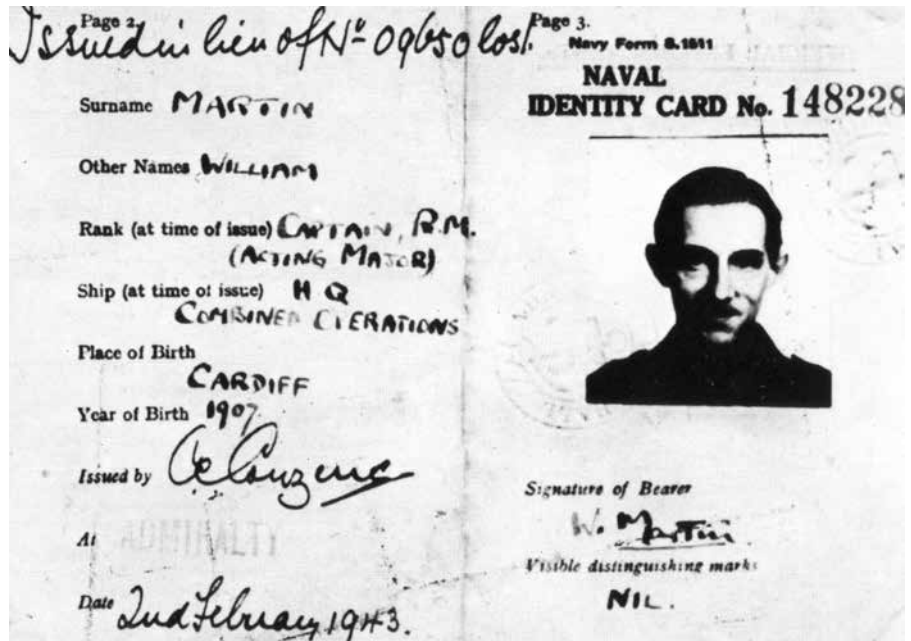 Page 2.
Issued in lieu of Nº 09650 lost.
Surname MARTIN
Other Names WILLIAM
Rank (at time of issue) CAPTAIN, R.M.
(ACTING MAJOR)
Ship (at time of issue) H Q
COMBINED OPERATIONS
Place of Birth
CARDIFF
Year of Birth 1907
Issued by
At ADMIRALTY
Date 2nd February 1943.
Page 3.
Navy Form S.1511
NAVAL
IDENTITY CARD No. 148228
Signature of Bearer
W. Martin
Visible distinguishing marks
NIL.